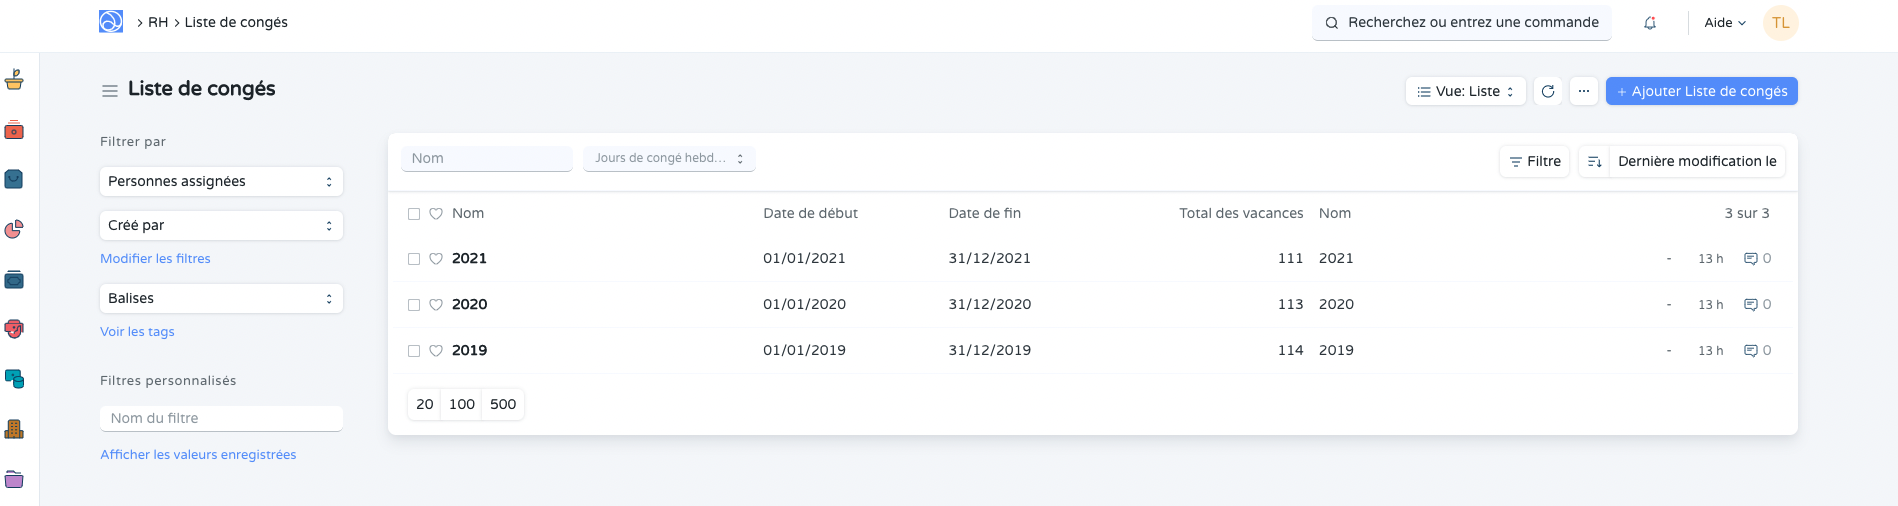 RH Liste de congés
Recherchez ou entrez une commande
Aide
TL
Liste de congés
Vue: Liste
...
+ Ajouter Liste de congés
Filtrer par
Personnes assignées
Créé par
Modifier les filtres
Balises
Voir les tags
Filtres personnalisés
Nom du filtre
Afficher les valeurs enregistrées
Nom
Jours de congé hebd...
Filtre
Dernière modification le
Nom Date de début Date de fin Total des vacances Nom 3 sur 3
2021 01/01/2021 31/12/2021 111 2021 - 13 h 0
2020 01/01/2020 31/12/2020 113 2020 - 13 h 0
2019 01/01/2019 31/12/2019 114 2019 - 13 h 0
20 100 500